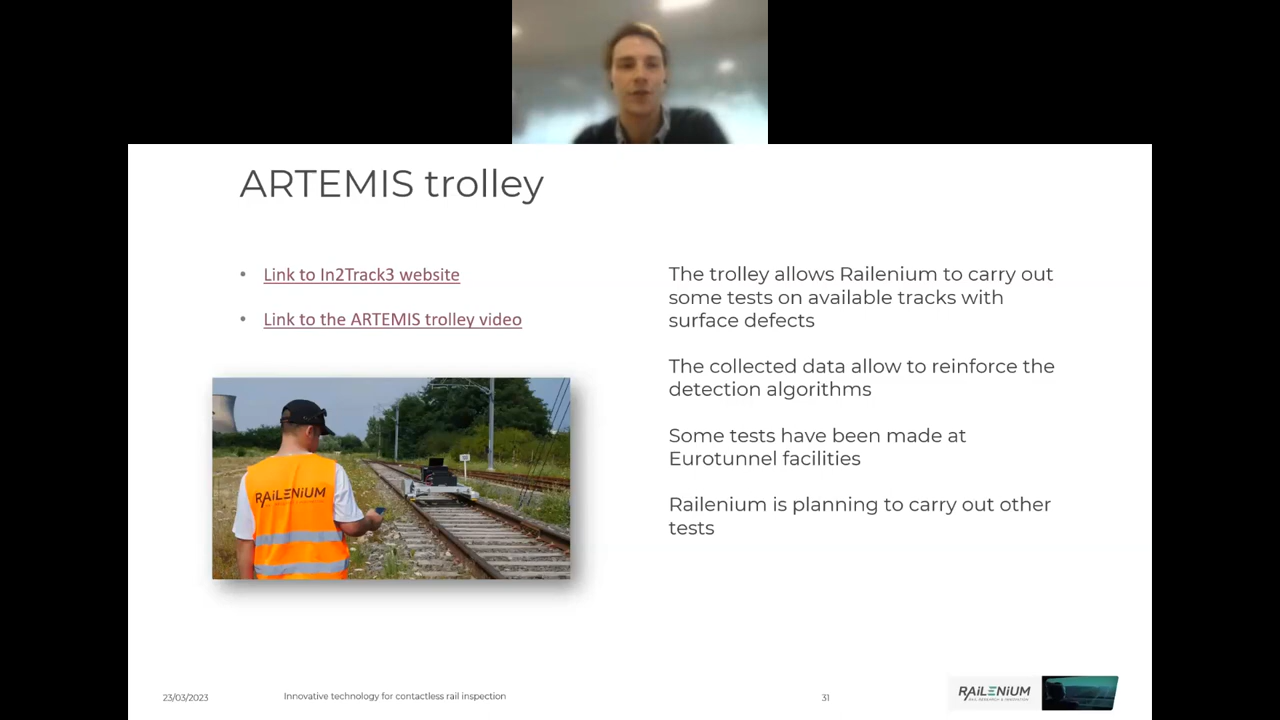 ARTEMIS trolley
• Link to In2Track3 website
• Link to the ARTEMIS trolley video
The trolley allows Railenium to carry out
some tests on available tracks with
surface defects
The collected data allow to reinforce the
detection algorithms
Some tests have been made at
Eurotunnel facilities
Railenium is planning to carry out other
tests
RAILENIUM
23/03/2023
Innovative technology for contactless rail inspection
31
RAILENIUM
RAIL RESEARCH & INNOVATION